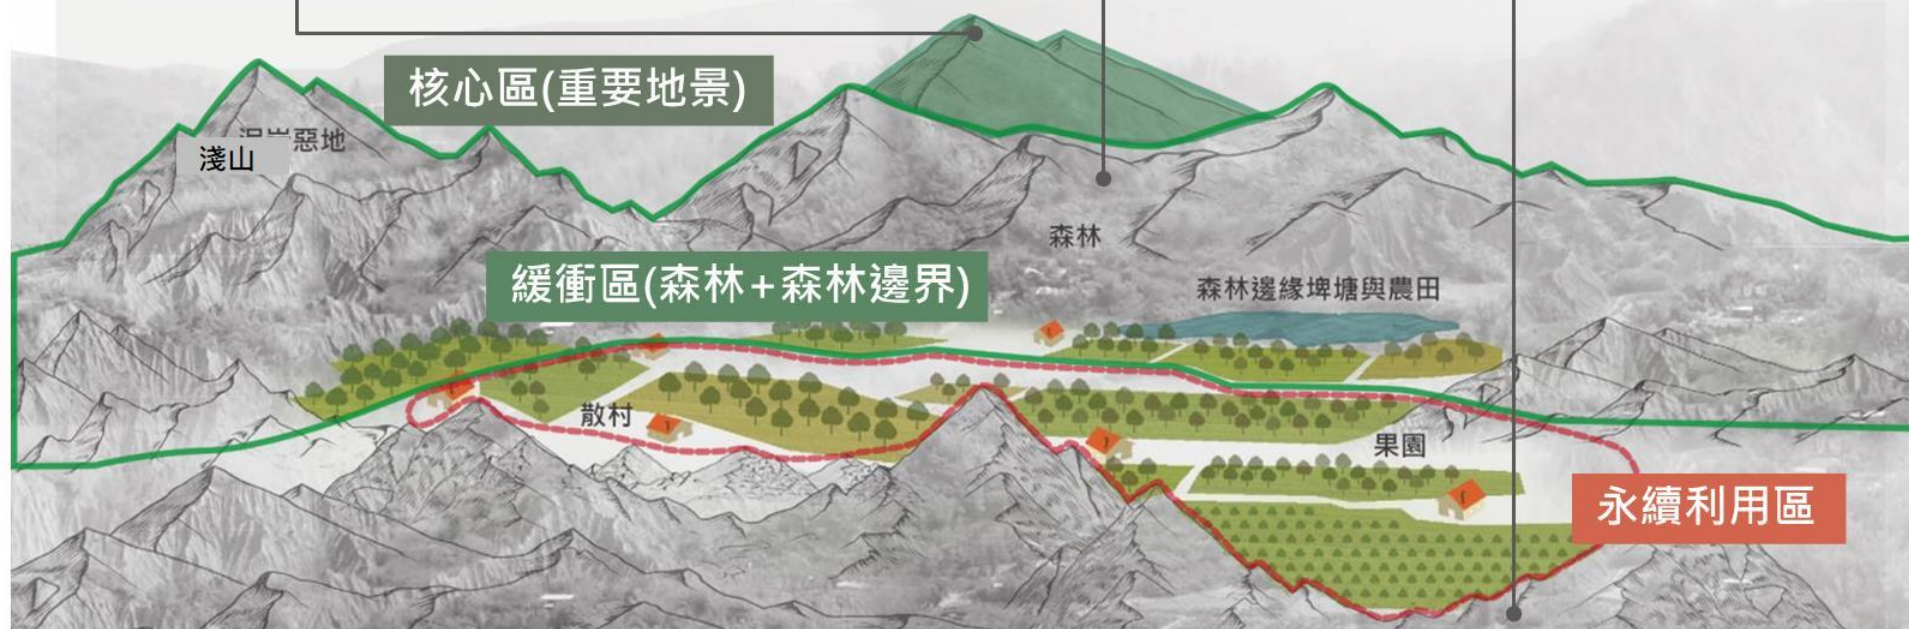 核心區(重要地景)
惡地
淺山
森林
緩衝區(森林+森林邊界)
森林邊緣埤塘與農田
散村
果園
永續利用區